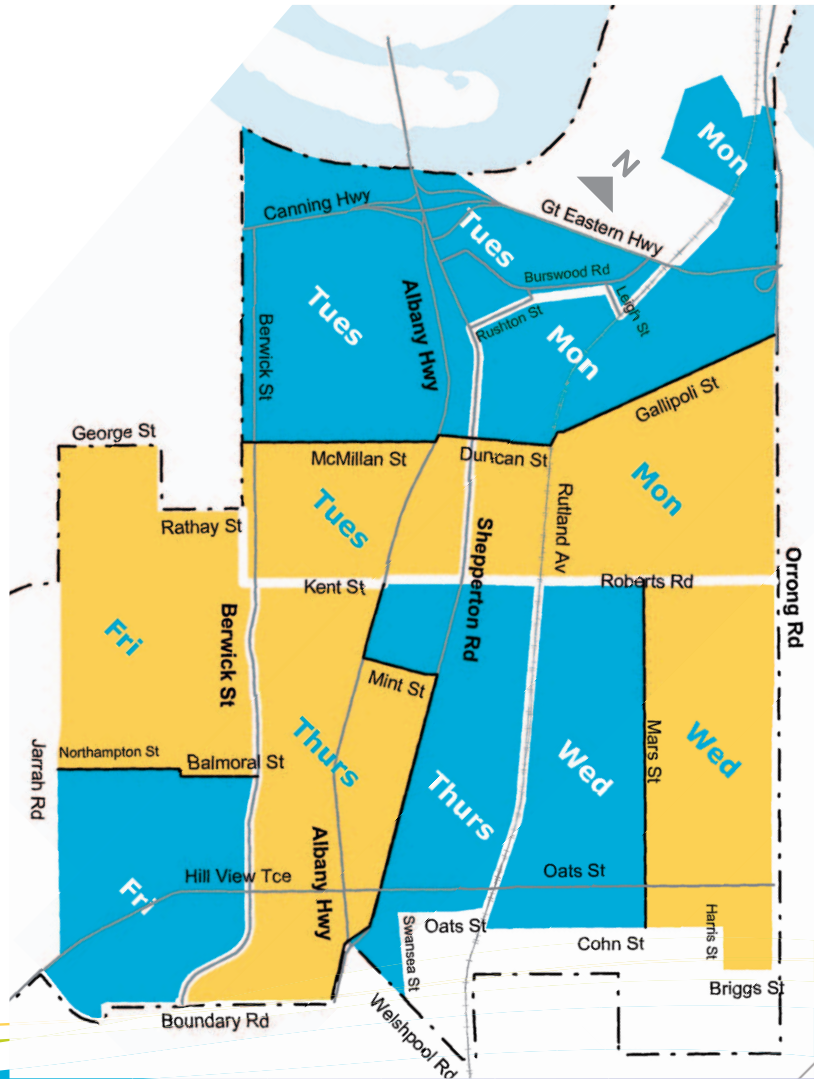 Mon
N
Canning Hwy
Gt Eastern Hwy
Tues
Burswood Rd
Leigh St
Rushton St
Tues
Albany Hwy
Berwick St
Mon
Gallipoli St
George St
McMillan St
Duncan St
Tues
Mon
Rathay St
Rutland Av
Shepperton Rd
Kent St
Roberts Rd
Orrong Rd
Fri
Berwick St
Mint St
Thurs
Mars St
Wed
Wed
Northampton St
Balmoral St
Jarrah Rd
Thurs
Albany Hwy
Hill View Tce
Oats St
Fri
Oats St
Swansea St
Cohn St
Harris St
Briggs St
Boundary Rd
Welshpool Rd